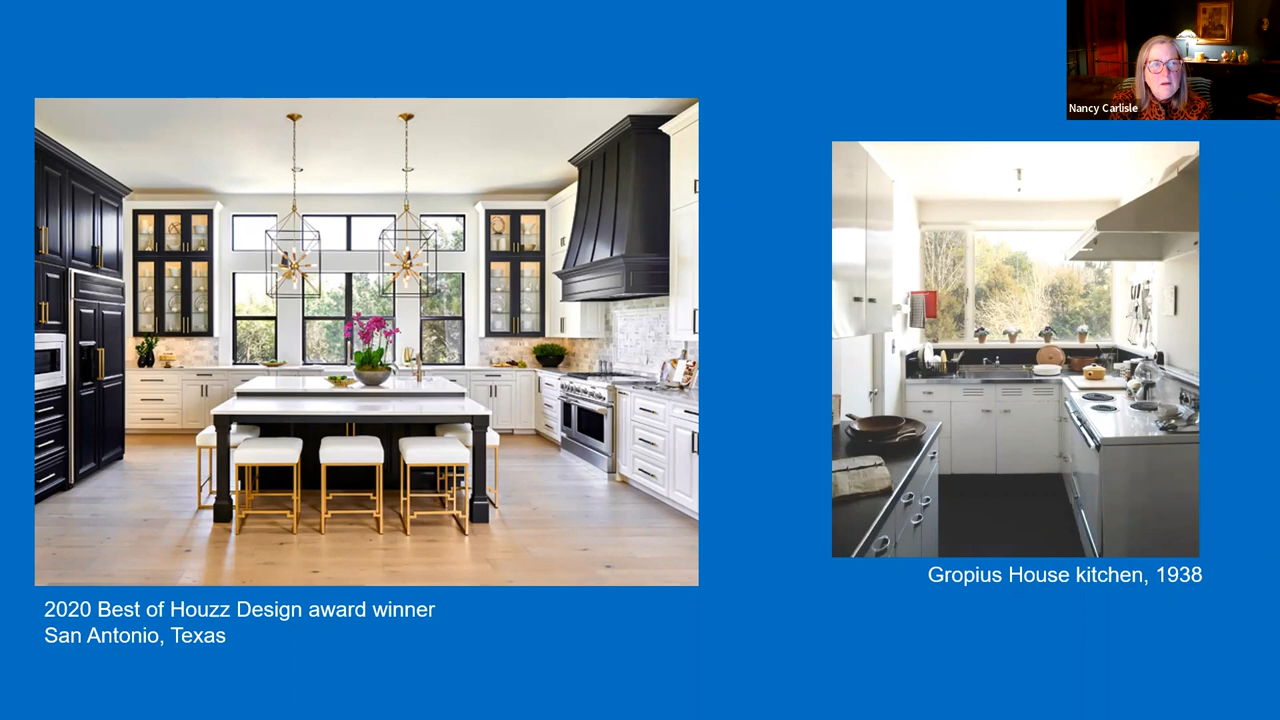 Nancy Carlisle
Gropius House kitchen, 1938
2020 Best of Houzz Design award winner
San Antonio, Texas